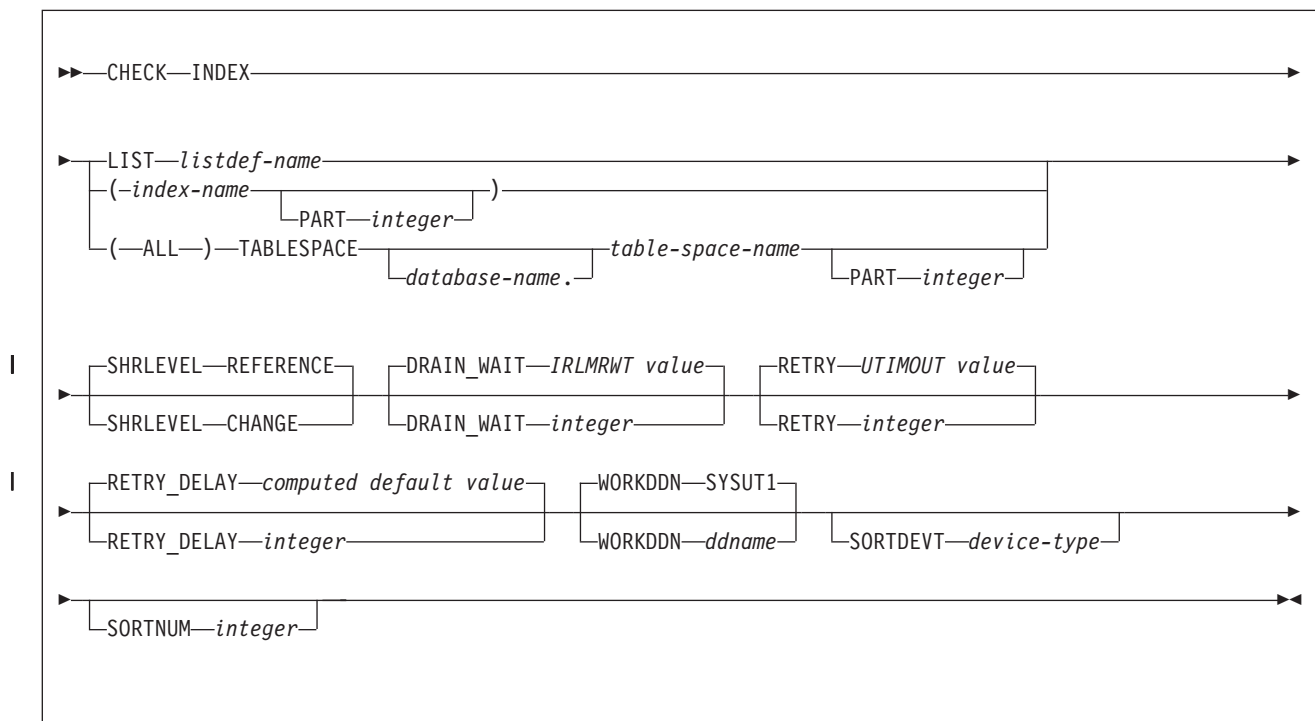 CHECK INDEX
LIST listdef-name
( index-name )
PART integer
( ALL ) TABLESPACE table-space-name
database-name. PART integer
SHRLEVEL REFERENCE DRAIN_WAIT IRLMRWT value RETRY UTIMOUT value
SHRLEVEL CHANGE DRAIN_WAIT integer RETRY integer
RETRY_DELAY computed default value WORKDDN SYSUT1
RETRY_DELAY integer WORKDDN ddname SORTDEVT device-type
SORTNUM integer